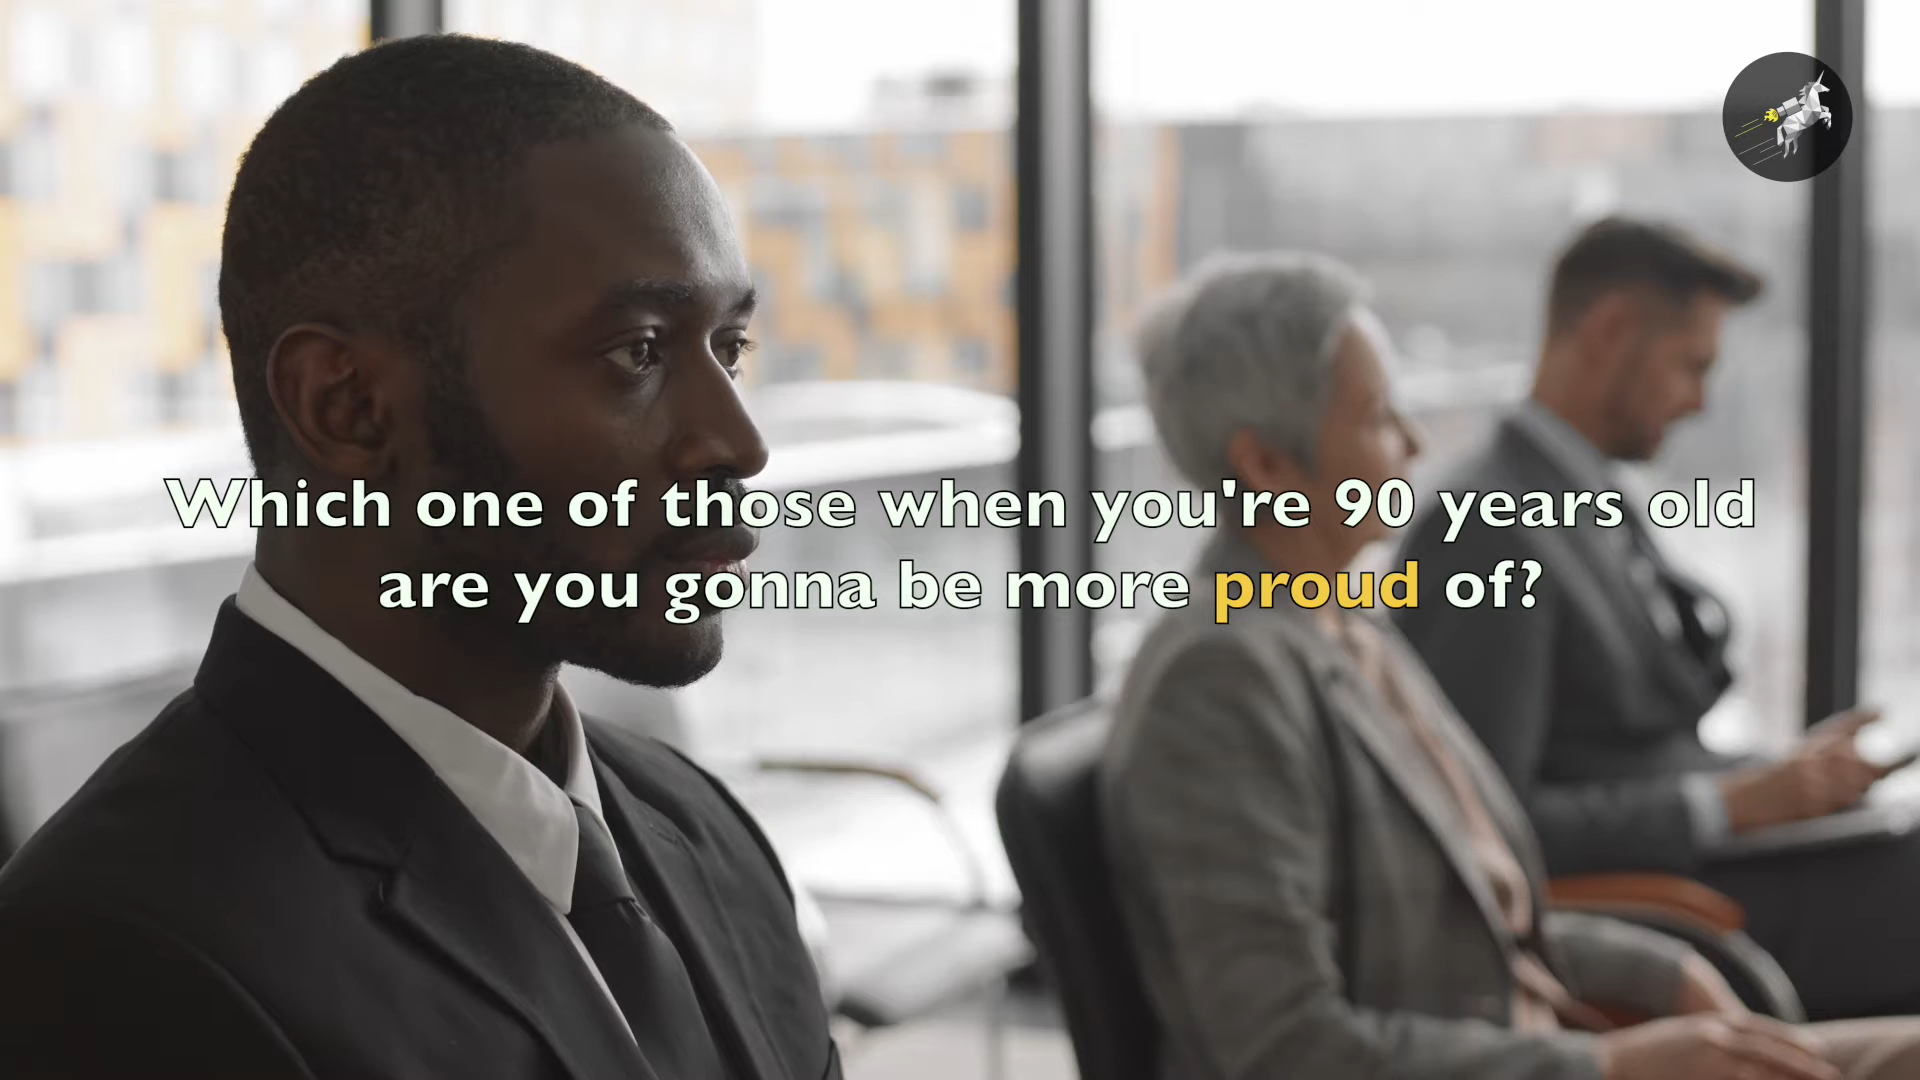 Which one of those when you're 90 years old
are you gonna be more proud of?